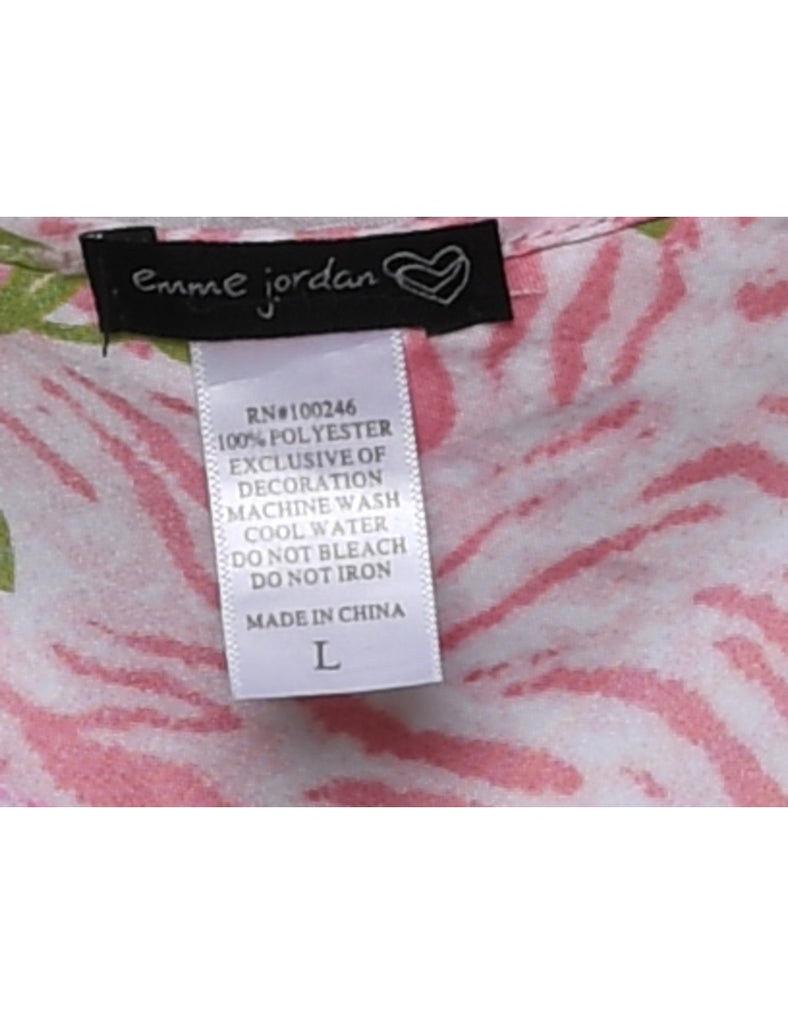 emme jordan
RN#100246
100% POLYESTER
EXCLUSIVE OF
DECORATION
MACHINE WASH
COOL WATER
DO NOT BLEACH
DO NOT IRON
MADE IN CHINA
L